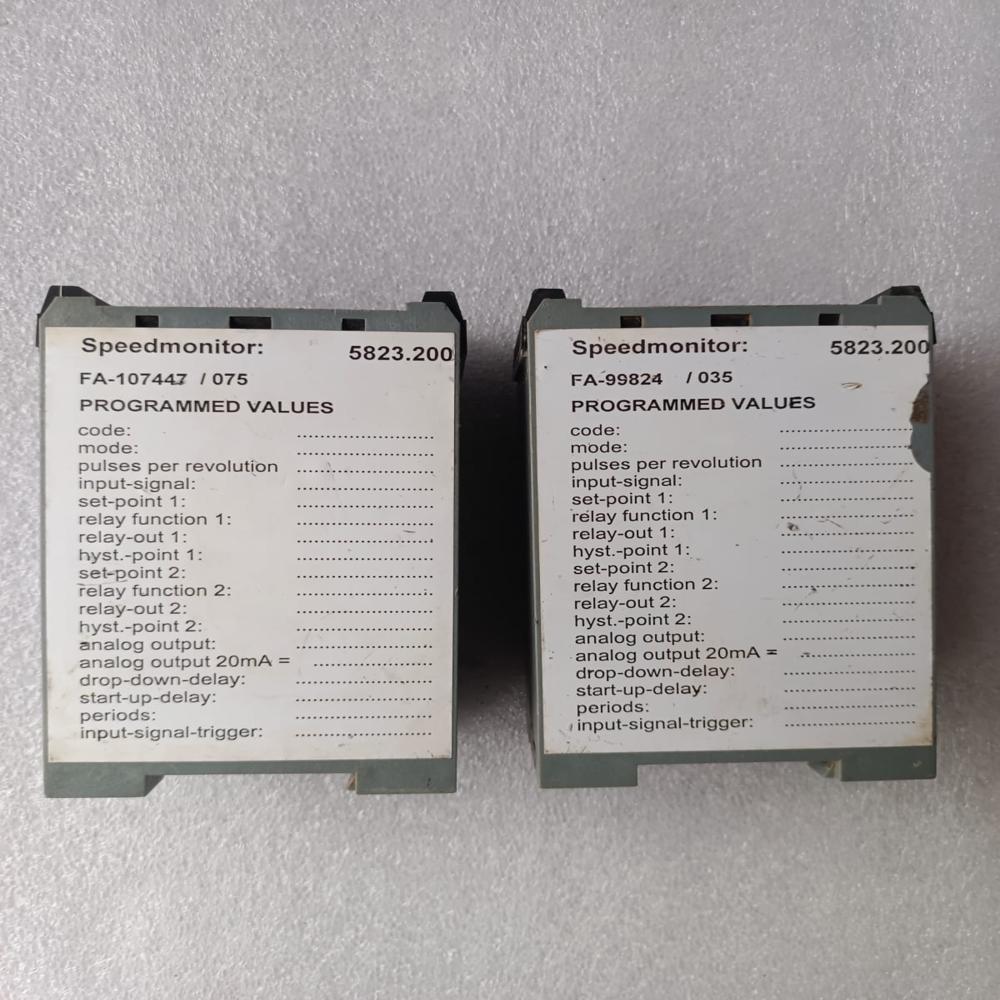 Speedmonitor: 5823.200
FA-107447 / 075
PROGRAMMED VALUES
code: ........................
mode: ........................
pulses per revolution ........................
input-signal: ........................
set-point 1: ........................
relay function 1: ........................
relay-out 1: ........................
hyst.-point 1: ........................
set-point 2: ........................
relay function 2: ........................
relay-out 2: ........................
hyst.-point 2: ........................
analog output: ........................
analog output 20mA = .....................
drop-down-delay: ........................
start-up-delay: ........................
periods: ........................
input-signal-trigger: ........................
Speedmonitor: 5823.200
FA-99824 / 035
PROGRAMMED VALUES
code: ........................
mode: ........................
pulses per revolution ........................
input-signal: ........................
set-point 1: ........................
relay function 1: ........................
relay-out 1: ........................
hyst.-point 1: ........................
set-point 2: ........................
relay function 2: ........................
relay-out 2: ........................
hyst.-point 2: ........................
analog output: ........................
analog output 20mA = .....................
drop-down-delay: ........................
start-up-delay: ........................
periods: ........................
input-signal-trigger: ........................